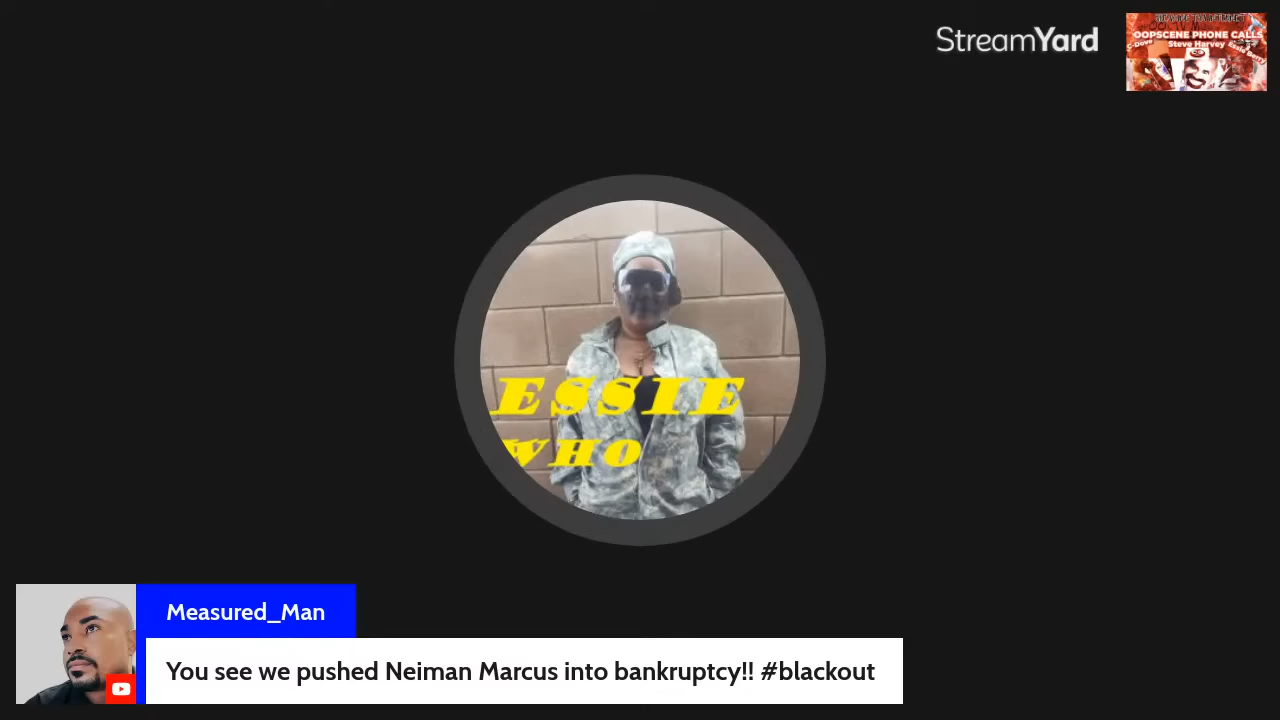 StreamYard
OOPSCENE PHONE CALLS
Steve Harvey
ESSIE
WHO
Measured_Man
You see we pushed Neiman Marcus into bankruptcy!! #blackout